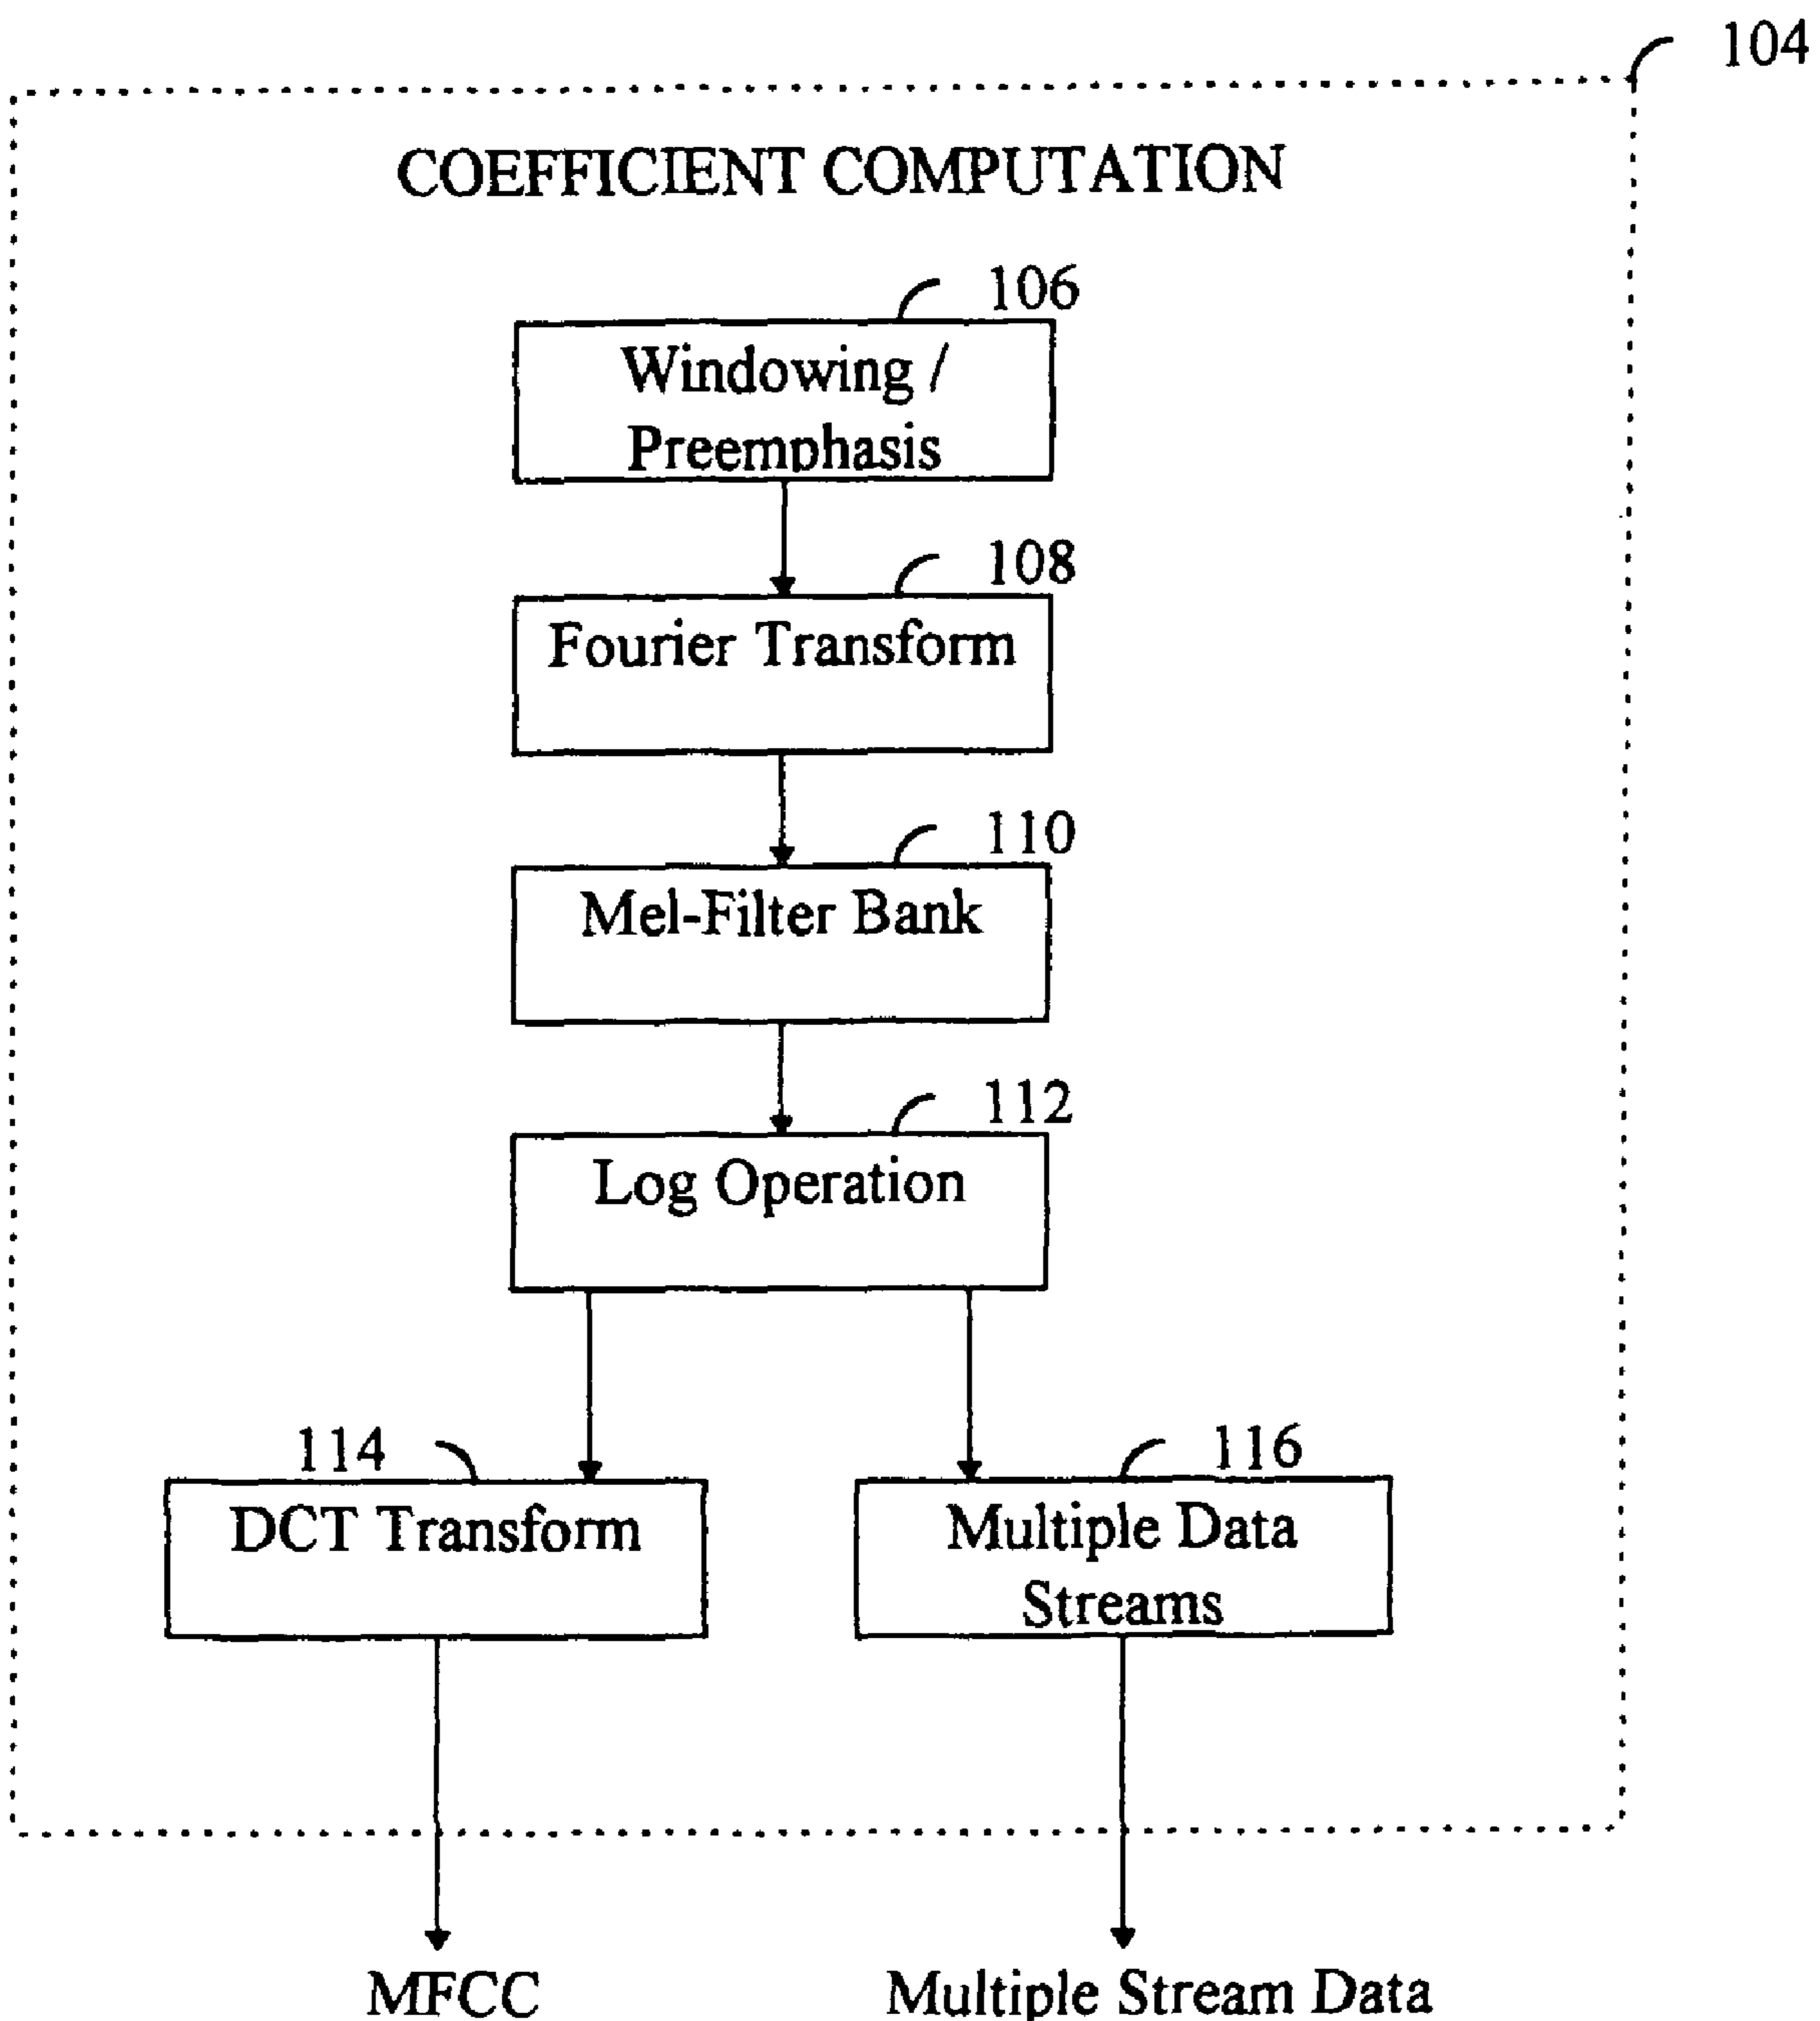 104
COEFFICIENT COMPUTATION
106
Windowing /
Preemphasis
108
Fourier Transform
110
Mel-Filter Bank
112
Log Operation
114
DCT Transform
116
Multiple Data
Streams
MFCC
Multiple Stream Data